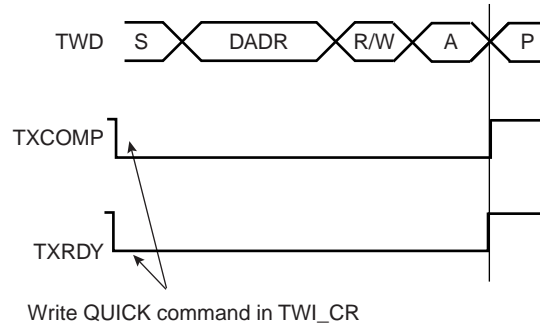 TWD S DADR R/W A P
TXCOMP
TXRDY
Write QUICK command in TWI_CR